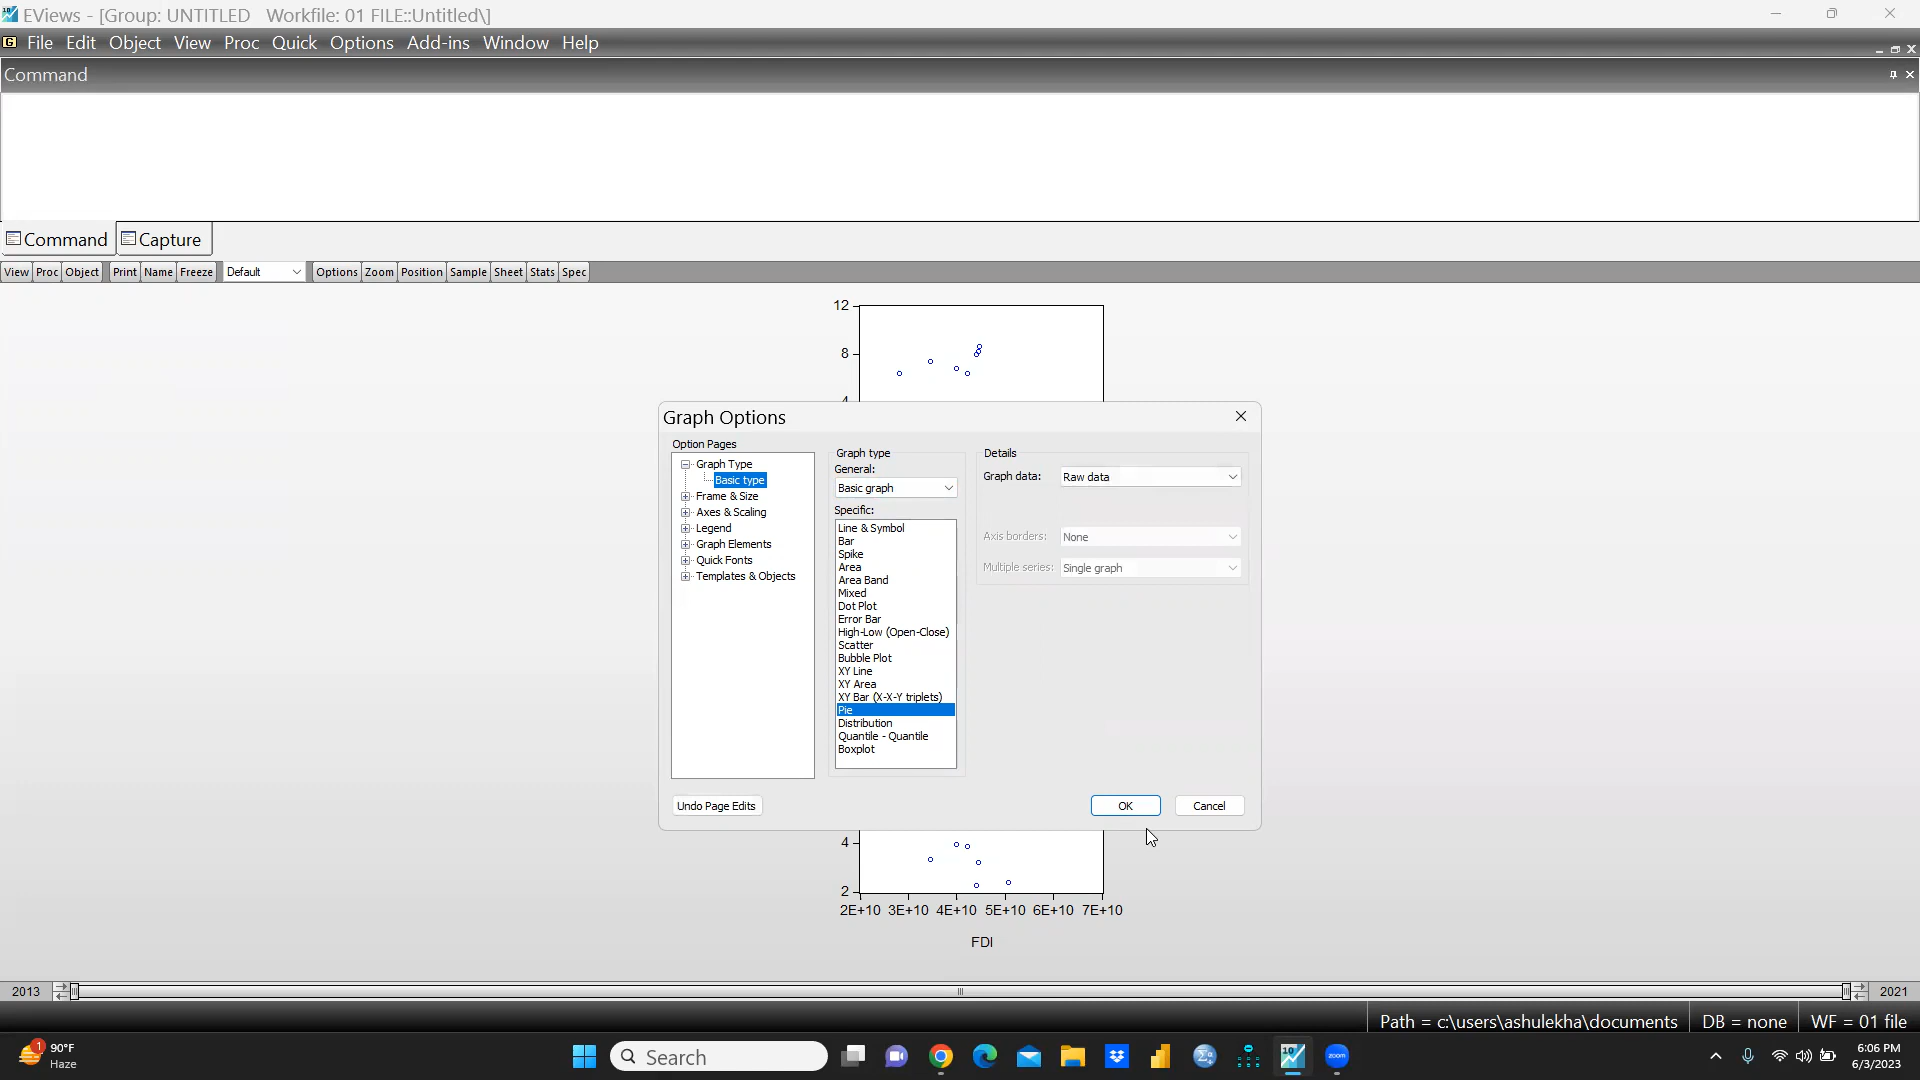 EViews - [Group: UNTITLED   Workfile: 01 FILE::Untitled\]
File Edit Object View Proc Quick Options Add-ins Window Help
Command
Command Capture
View Proc Object Print Name Freeze Default Options Zoom Position Sample Sheet Stats Spec
12
8
4
Graph Options
Option Pages
Graph Type
Basic type
Frame & Size
Axes & Scaling
Legend
Graph Elements
Quick Fonts
Templates & Objects
Graph type
General:
Basic graph
Specific:
Line & Symbol
Bar
Spike
Area
Area Band
Mixed
Dot Plot
Error Bar
High-Low (Open-Close)
Scatter
Bubble Plot
XY Line
XY Area
XY Bar (X-X-Y triplets)
Pie
Distribution
Quantile - Quantile
Boxplot
Details
Graph data: Raw data
Axis borders: None
Multiple series: Single graph
Undo Page Edits OK Cancel
4
2
2E+10 3E+10 4E+10 5E+10 6E+10 7E+10
FDI
2013 2021
Path = c:\users\ashulekha\documents DB = none WF = 01 file
1
90°F
Haze
Search
10
zoom
6:06 PM
6/3/2023